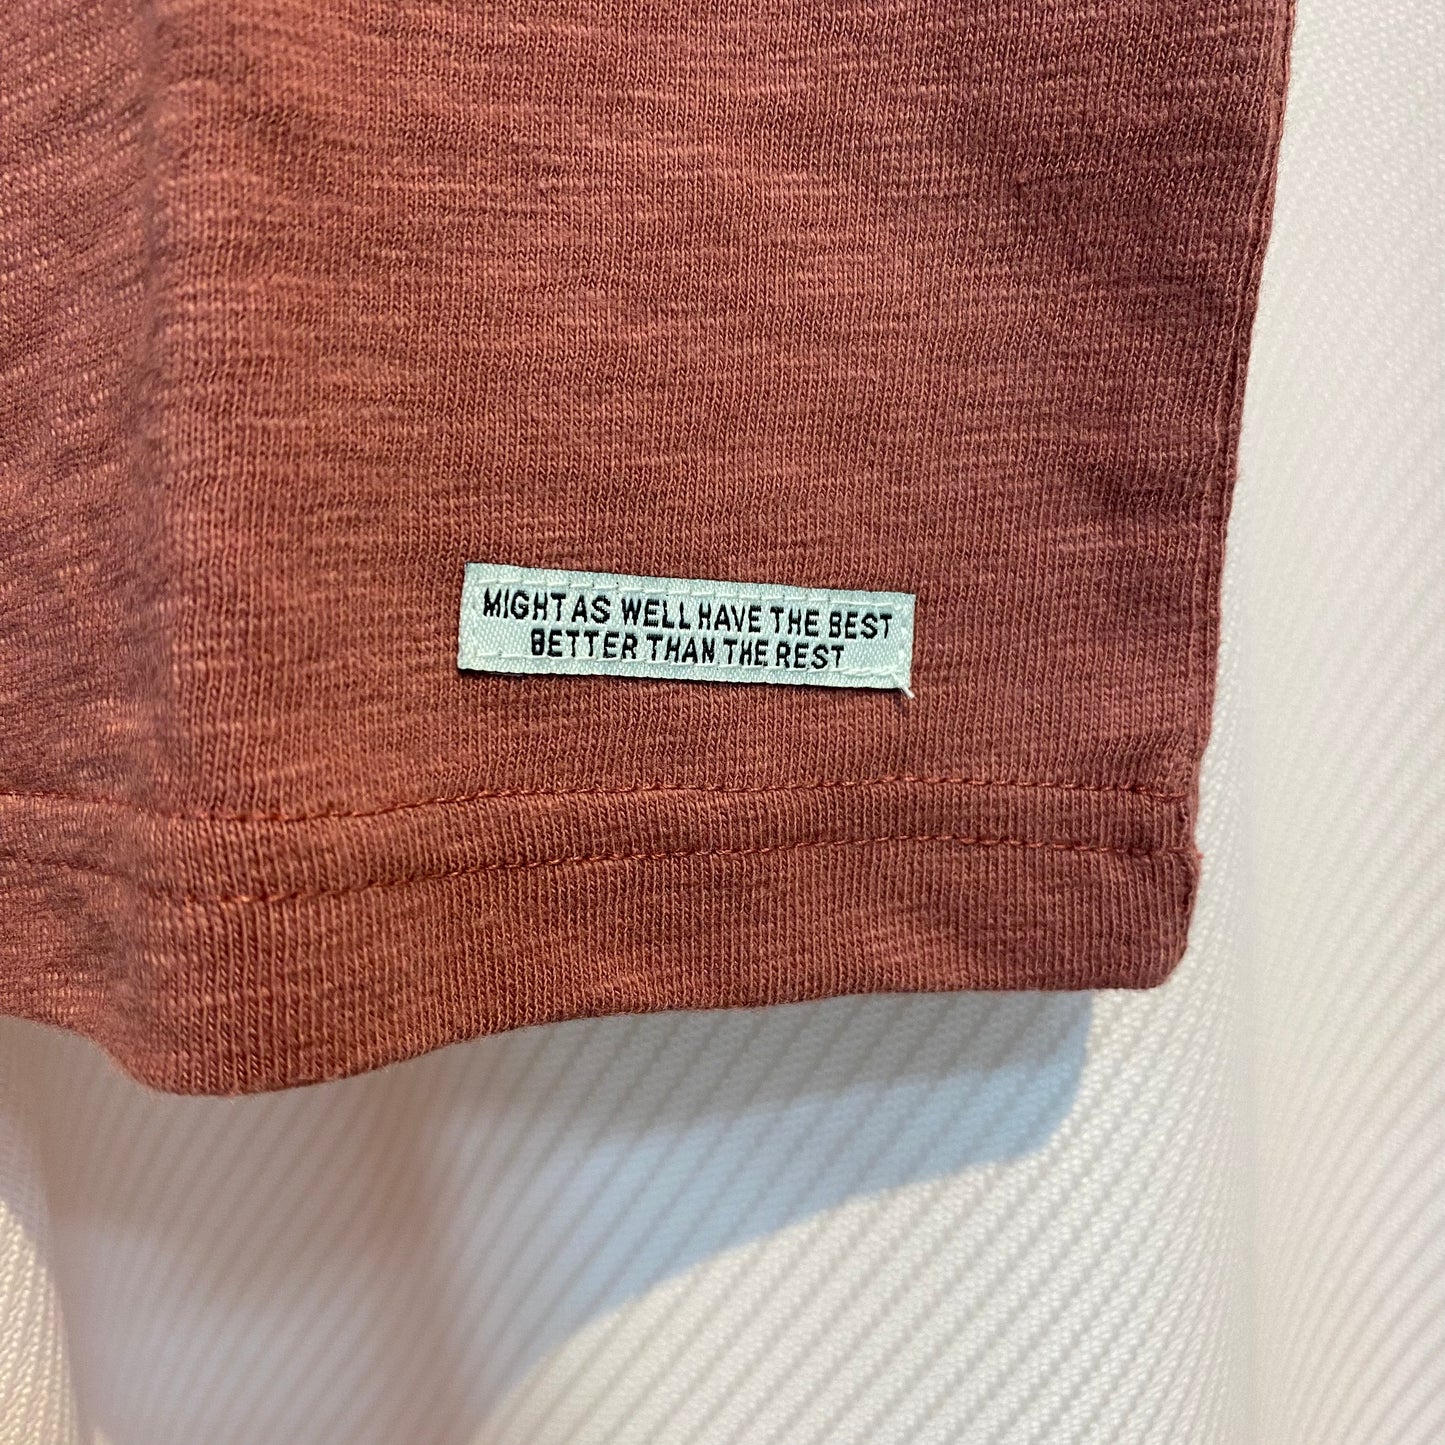 MIGHT AS WELL HAVE THE BEST
BETTER THAN THE REST